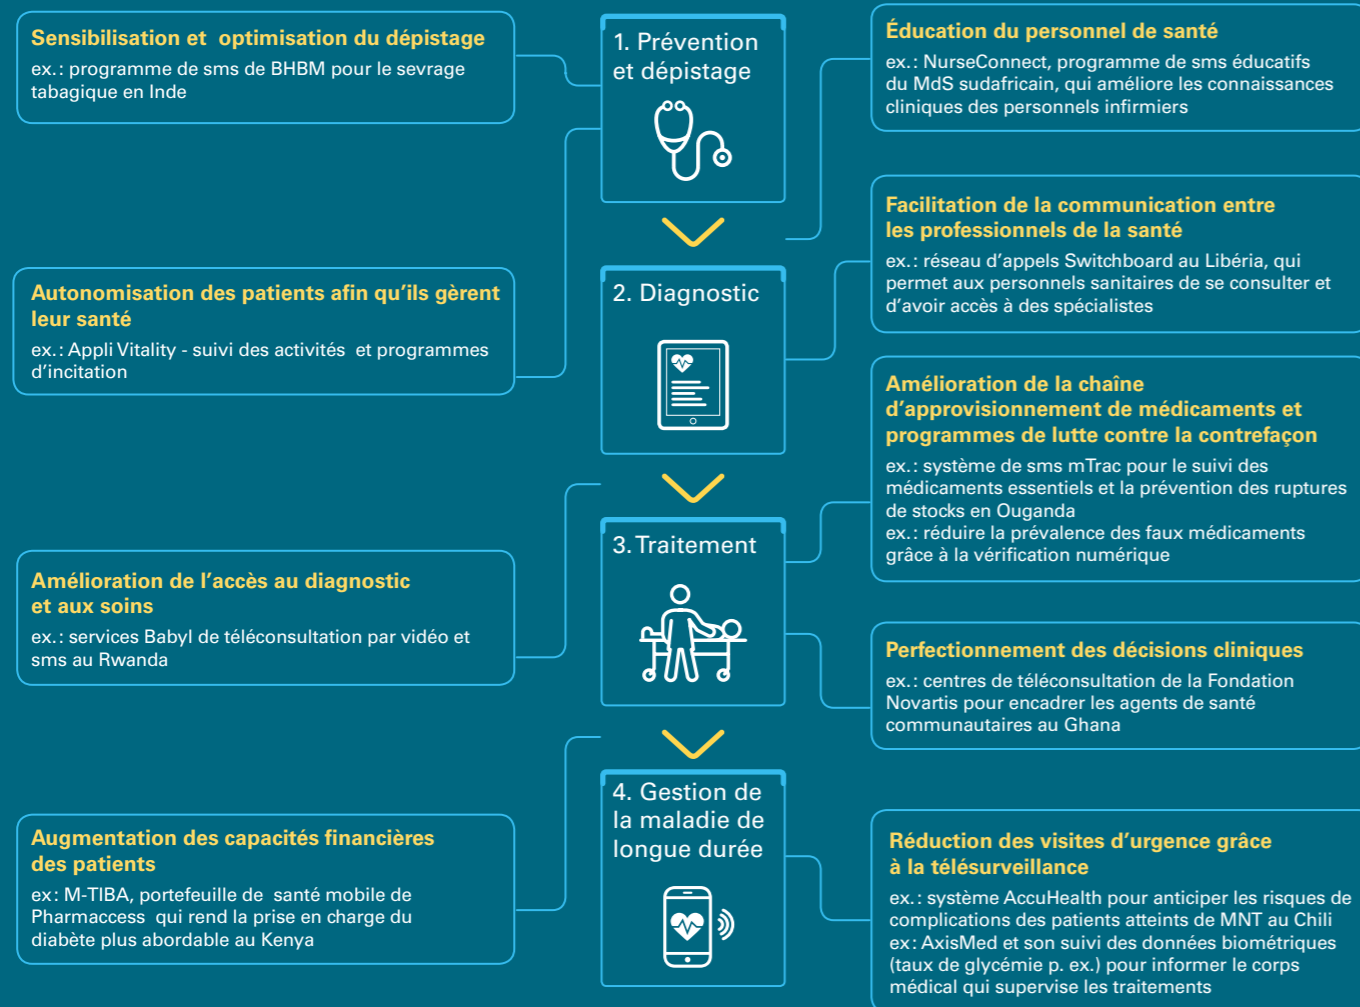 Sensibilisation et optimisation du dépistage
ex.: programme de sms de BHBM pour le sevrage
tabagique en Inde
Autonomisation des patients afin qu'ils gèrent
leur santé
ex.: Appli Vitality - suivi des activités et programmes
d'incitation
Amélioration de l'accès au diagnostic
et aux soins
ex.: services Babyl de téléconsultation par vidéo et
sms au Rwanda
Augmentation des capacités financières
des patients
ex: M-TIBA, portefeuille de santé mobile de
Pharmaccess qui rend la prise en charge du
diabète plus abordable au Kenya
1. Prévention
et dépistage
2. Diagnostic
3. Traitement
4. Gestion de
la maladie de
longue durée
Éducation du personnel de santé
ex.: NurseConnect, programme de sms éducatifs
du MdS sudafricain, qui améliore les connaissances
cliniques des personnels infirmiers
Facilitation de la communication entre
les professionnels de la santé
ex.: réseau d'appels Switchboard au Libéria, qui
permet aux personnels sanitaires de se consulter et
d'avoir accès à des spécialistes
Amélioration de la chaîne
d'approvisionnement de médicaments et
programmes de lutte contre la contrefaçon
ex.: système de sms mTrac pour le suivi des
médicaments essentiels et la prévention des ruptures
de stocks en Ouganda
ex.: réduire la prévalence des faux médicaments
grâce à la vérification numérique
Perfectionnement des décisions cliniques
ex.: centres de téléconsultation de la Fondation
Novartis pour encadrer les agents de santé
communautaires au Ghana
Réduction des visites d'urgence grâce
à la télésurveillance
ex.: système AccuHealth pour anticiper les risques de
complications des patients atteints de MNT au Chili
ex: AxisMed et son suivi des données biométriques
(taux de glycémie p. ex.) pour informer le corps
médical qui supervise les traitements